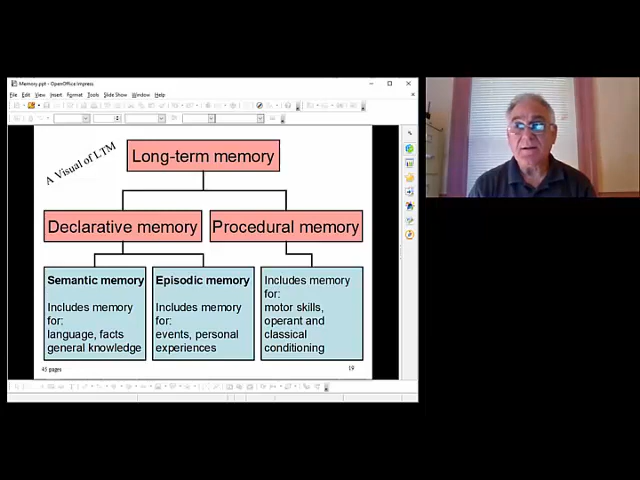 Memory.ppt - OpenOffice Impress
File Edit View Insert Format Tools Slide Show Window Help
A Visual of LTM
Long-term memory
Declarative memory
Procedural memory
Semantic memory
Includes memory
for:
language, facts
general knowledge
Episodic memory
Includes memory
for:
events, personal
experiences
Includes memory
for:
motor skills,
operant and
classical
conditioning
45 pages
19